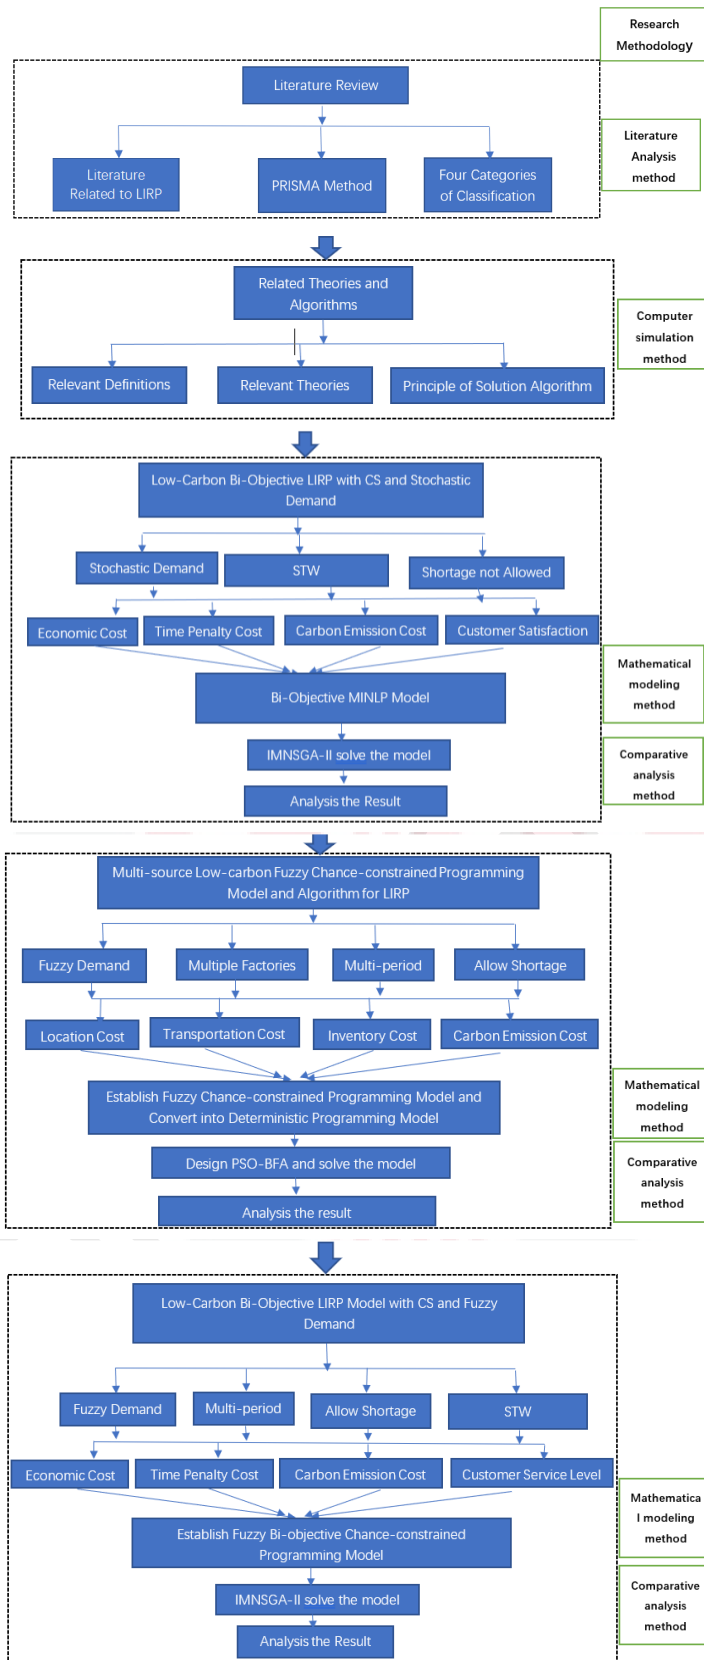 Research
Methodology
Literature Review
Literature
Analysis
method
Literature
Related to LIRP
PRISMA Method
Four Categories
of Classification
Related Theories and
Algorithms
Computer
simulation
method
Relevant Definitions
Relevant Theories
Principle of Solution Algorithm
Low-Carbon Bi-Objective LIRP with CS and Stochastic
Demand
Stochastic Demand
STW
Shortage not Allowed
Economic Cost
Time Penalty Cost
Carbon Emission Cost
Customer Satisfaction
Bi-Objective MINLP Model
Mathematical
modeling
method
IMNSGA-II solve the model
Analysis the Result
Comparative
analysis
method
Multi-source Low-carbon Fuzzy Chance-constrained Programming
Model and Algorithm for LIRP
Fuzzy Demand
Multiple Factories
Multi-period
Allow Shortage
Location Cost
Transportation Cost
Inventory Cost
Carbon Emission Cost
Establish Fuzzy Chance-constrained Programming Model and
Convert into Deterministic Programming Model
Mathematical
modeling
method
Design PSO-BFA and solve the model
Analysis the result
Comparative
analysis
method
Low-Carbon Bi-Objective LIRP Model with CS and Fuzzy
Demand
Fuzzy Demand
Multi-period
Allow Shortage
STW
Economic Cost
Time Penalty Cost
Carbon Emission Cost
Customer Service Level
Establish Fuzzy Bi-objective Chance-constrained
Programming Model
Mathematica
l modeling
method
IMNSGA-II solve the model
Analysis the Result
Comparative
analysis
method